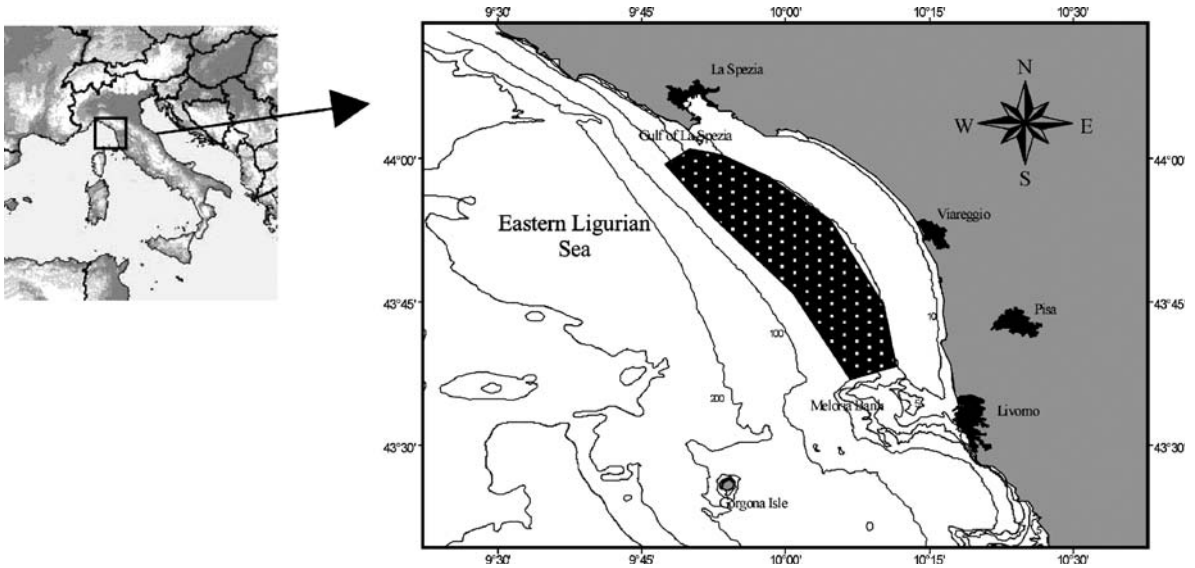 9°30'
9°45'
10°00'
10°15'
10°30'
La Spezia
N
W
E
S
Gulf of La Spezia
44°00'
44°00'
Eastern Ligurian
Sea
Viareggio
43°45'
43°45'
Pisa
10
100
200
Meloria Bank
50
Livorno
43°30'
43°30'
Gorgona Isle
9°30'
9°45'
10°00'
10°15'
10°30'